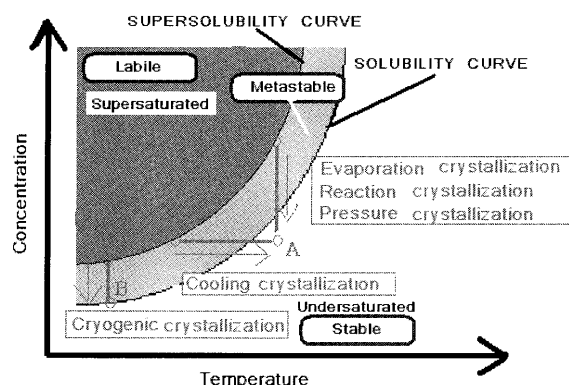 SUPERSOLUBILITY CURVE
SOLUBILITY CURVE
Labile
Metastable
Supersaturated
Evaporation crystallization
Reaction crystallization
Pressure crystallization
A
B
Cooling crystallization
Undersaturated
Cryogenic crystallization
Stable
Concentration
Temperature